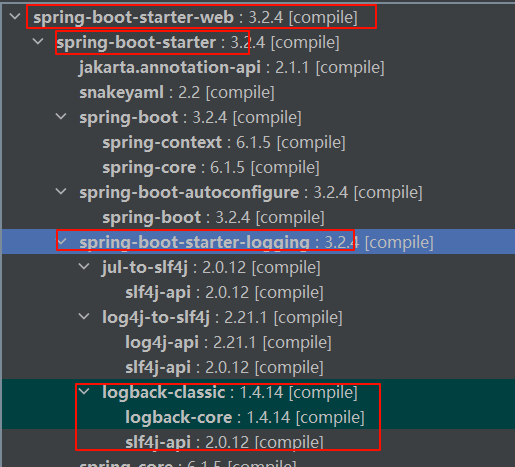 spring-boot-starter-web : 3.2.4 [compile]
spring-boot-starter : 3.2.4 [compile]
jakarta.annotation-api : 2.1.1 [compile]
snakeyaml : 2.2 [compile]
spring-boot : 3.2.4 [compile]
spring-context : 6.1.5 [compile]
spring-core : 6.1.5 [compile]
spring-boot-autoconfigure : 3.2.4 [compile]
spring-boot : 3.2.4 [compile]
spring-boot-starter-logging : 3.2.4 [compile]
jul-to-slf4j : 2.0.12 [compile]
slf4j-api : 2.0.12 [compile]
log4j-to-slf4j : 2.21.1 [compile]
log4j-api : 2.21.1 [compile]
slf4j-api : 2.0.12 [compile]
logback-classic : 1.4.14 [compile]
logback-core : 1.4.14 [compile]
slf4j-api : 2.0.12 [compile]
spring-core : 6.1.5 [compile]